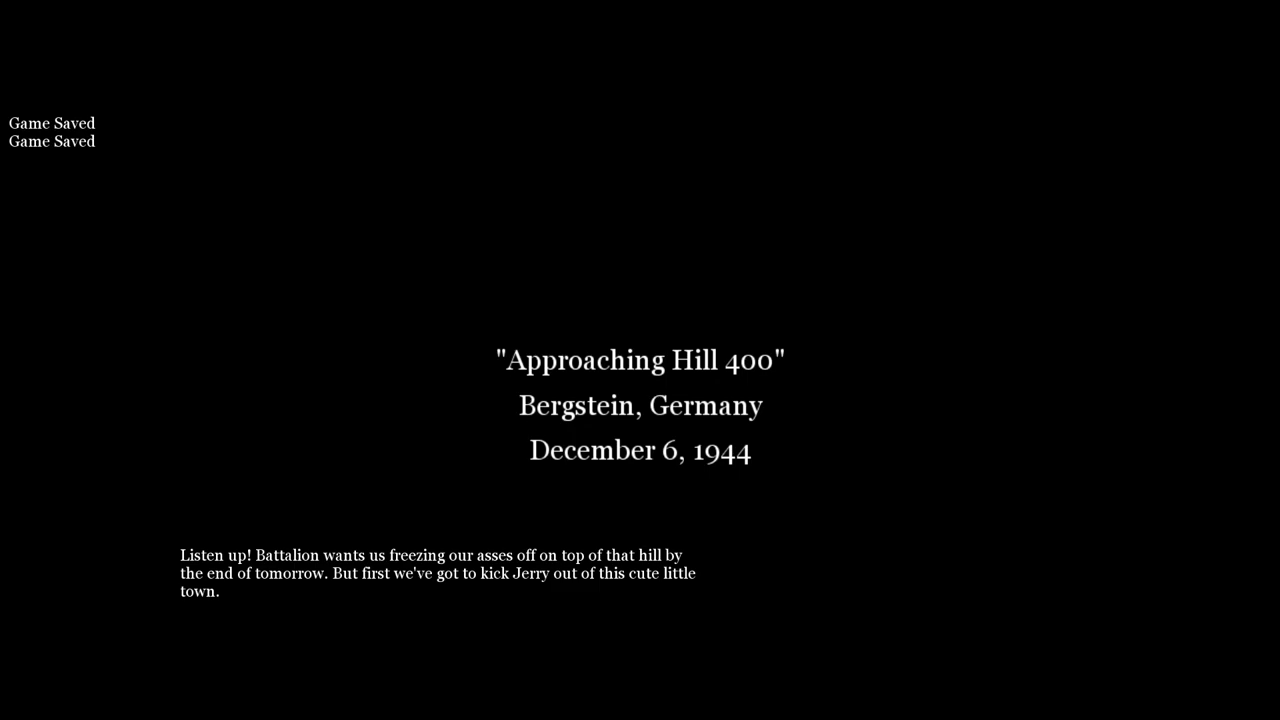 Game Saved
Game Saved
"Approaching Hill 400"
Bergstein, Germany
December 6, 1944
Listen up! Battalion wants us freezing our asses off on top of that hill by
the end of tomorrow. But first we've got to kick Jerry out of this cute little
town.